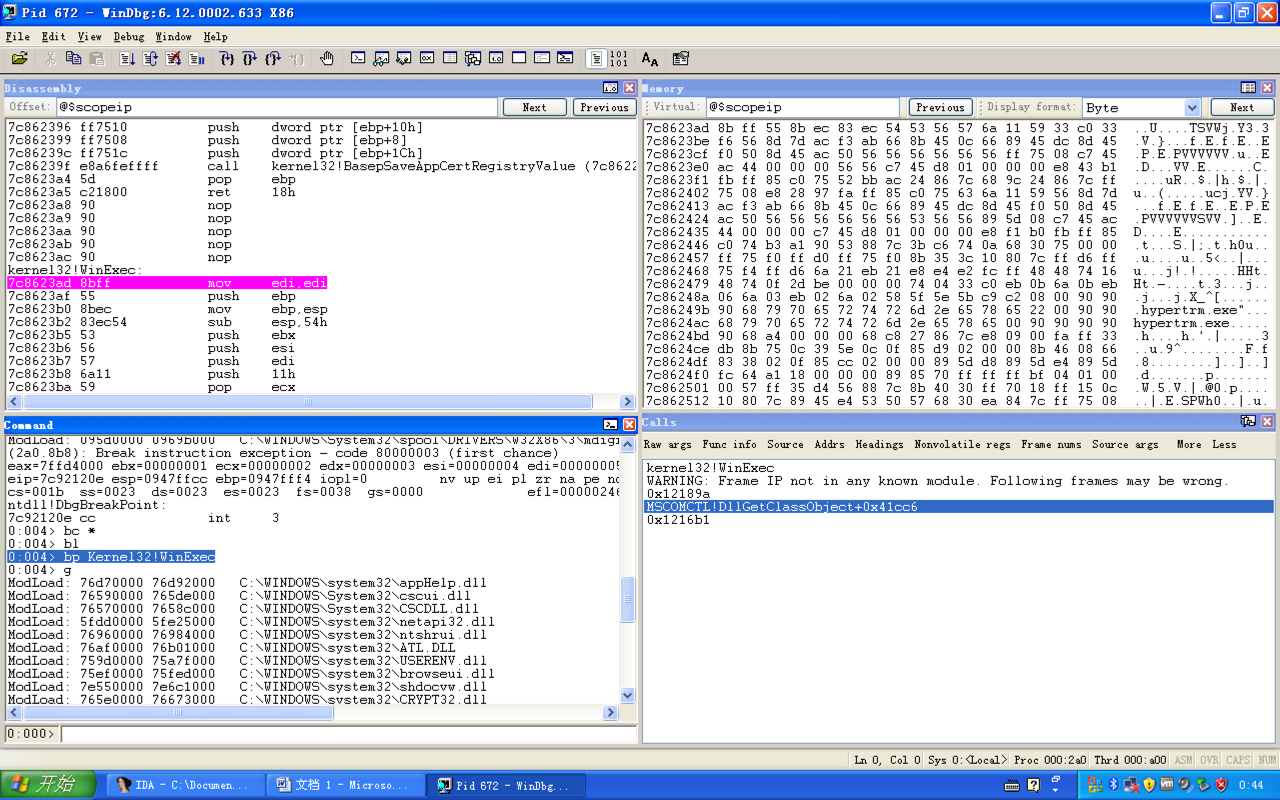 Pid 672 - WinDbg:6.12.0002.633 X86
File Edit View Debug Window Help
Disassembly
Offset: @$scopeip Next Previous
7c862396 ff7510 push dword ptr [ebp+10h]
7c862399 ff7508 push dword ptr [ebp+8]
7c86239c ff751c push dword ptr [ebp+1Ch]
7c86239f e8a6feffff call kernel32!BasepSaveAppCertRegistryValue (7c8622
7c8623a4 5d pop ebp
7c8623a5 c21800 ret 18h
7c8623a8 90 nop
7c8623a9 90 nop
7c8623aa 90 nop
7c8623ab 90 nop
7c8623ac 90 nop
kernel32!WinExec:
7c8623ad 8bff mov edi,edi
7c8623af 55 push ebp
7c8623b0 8bec mov ebp,esp
7c8623b2 83ec54 sub esp,54h
7c8623b5 53 push ebx
7c8623b6 56 push esi
7c8623b7 57 push edi
7c8623b8 6a11 push 11h
7c8623ba 59 pop ecx
Memory
Virtual: @$scopeip Previous Display format: Byte Next
7c8623ad 8b ff 55 8b ec 83 ec 54 53 56 57 6a 11 59 33 c0 33 ..U....TSVWj.Y3.3
7c8623be f6 56 8d 7d ac f3 ab 66 8b 45 0c 66 89 45 dc 8d 45 .V.}...f.E.f.E..E
7c8623cf f0 50 8d 45 ac 50 56 56 56 56 56 56 ff 75 08 c7 45 .P.E.PVVVVVV.u..E
7c8623e0 ac 44 00 00 00 56 56 c7 45 d8 01 00 00 00 e8 43 b1
7c8623f1 fb ff 85 c0 75 52 bb ac 24 86 7c 68 9c 24 86 7c ff
7c862402 75 08 e8 28 97 fa ff 85 c0 75 63 6a 11 59 56 8d 7d
7c862413 ac f3 ab 66 8b 45 0c 66 89 45 dc 8d 45 f0 50 8d 45
7c862424 ac 50 56 56 56 56 56 53 56 56 89 5d 08 c7 45 ac
7c862435 44 00 00 00 c7 45 d8 01 00 00 00 e8 f1 b0 fb ff 85
7c862446 c0 74 b3 a1 90 53 88 7c 3b c6 74 0a 68 30 75 00 00
7c862457 ff 75 f0 ff d0 ff 75 f0 8b 35 3c 10 80 7c ff d6 ff
7c862468 75 f4 ff d6 6a 21 eb 21 e8 e4 e2 fc ff 48 48 74 16
7c862479 48 74 0f 2d be 00 00 00 74 04 33 c0 eb 0b 6a 0b eb
7c86248a 06 6a 03 eb 02 6a 02 58 5f 5e 5b c9 c2 08 00 90 90
7c86249b 90 68 79 70 65 72 74 72 6d 2e 65 78 65 22 00 90 90 .hypertrm.exe"...
7c8624ac 68 79 70 65 72 74 72 6d 2e 65 78 65 00 90 90 90 90 hypertrm.exe.....
7c8624bd 90 68 a4 00 00 00 68 c8 27 86 7c e8 09 00 fa ff 33
7c8624ce db 8b 75 0c 39 5e 0c 0f 85 d9 02 00 00 8b 46 08 66
7c8624df 83 38 02 0f 85 cc 02 00 00 89 5d d8 89 5d e4 89 5d
7c8624f0 fc 64 a1 18 00 00 00 89 85 70 ff ff ff bf 04 01 00
7c862501 00 57 ff 35 d4 56 88 7c 8b 40 30 ff 70 18 ff 15 0c
7c862512 10 80 7c 89 45 e4 53 50 57 68 30 ea 84 7c ff 75 08
Command
ModLoad: 095d0000 0969b000 C:\WINDOWS\System32\spool\DRIVERS\W32X86\3\mdigr
(2a0.8b8): Break instruction exception - code 80000003 (first chance)
eax=7ffd4000 ebx=00000001 ecx=00000002 edx=00000003 esi=00000004 edi=00000005
eip=7c92120e esp=0947ffcc ebp=0947fff4 iopl=0 nv up ei pl zr na pe nc
cs=001b ss=0023 ds=0023 es=0023 fs=0038 gs=0000 efl=00000246
ntdll!DbgBreakPoint:
7c92120e cc int 3
0:004> bc *
0:004> bl
0:004> bp Kernel32!WinExec
0:004> g
ModLoad: 76d70000 76d92000 C:\WINDOWS\system32\appHelp.dll
ModLoad: 76590000 765de000 C:\WINDOWS\System32\cscui.dll
ModLoad: 76570000 7658c000 C:\WINDOWS\System32\CSCDLL.dll
ModLoad: 5fdd0000 5fe25000 C:\WINDOWS\system32\netapi32.dll
ModLoad: 76960000 76984000 C:\WINDOWS\system32\ntshrui.dll
ModLoad: 76af0000 76b01000 C:\WINDOWS\system32\ATL.DLL
ModLoad: 759d0000 75a7f000 C:\WINDOWS\system32\USERENV.dll
ModLoad: 75ef0000 75fed000 C:\WINDOWS\system32\browseui.dll
ModLoad: 7e550000 7e6c1000 C:\WINDOWS\system32\shdocvw.dll
ModLoad: 765e0000 76673000 C:\WINDOWS\system32\CRYPT32.dll
0:000>
Calls
Raw args Func info Source Addrs Headings Nonvolatile regs Frame nums Source args More Less
kernel32!WinExec
WARNING: Frame IP not in any known module. Following frames may be wrong.
0x12189a
MSCOMCTL!DllGetClassObject+0x41cc6
0x1216b1
Ln 0, Col 0 Sys 0:<Local> Proc 000:2a0 Thrd 000:a00 ASM OVR CAPS NUM
开始 IDA - C:\Documen... 文档 1 - Microso... Pid 672 - WinDbg... 0:44